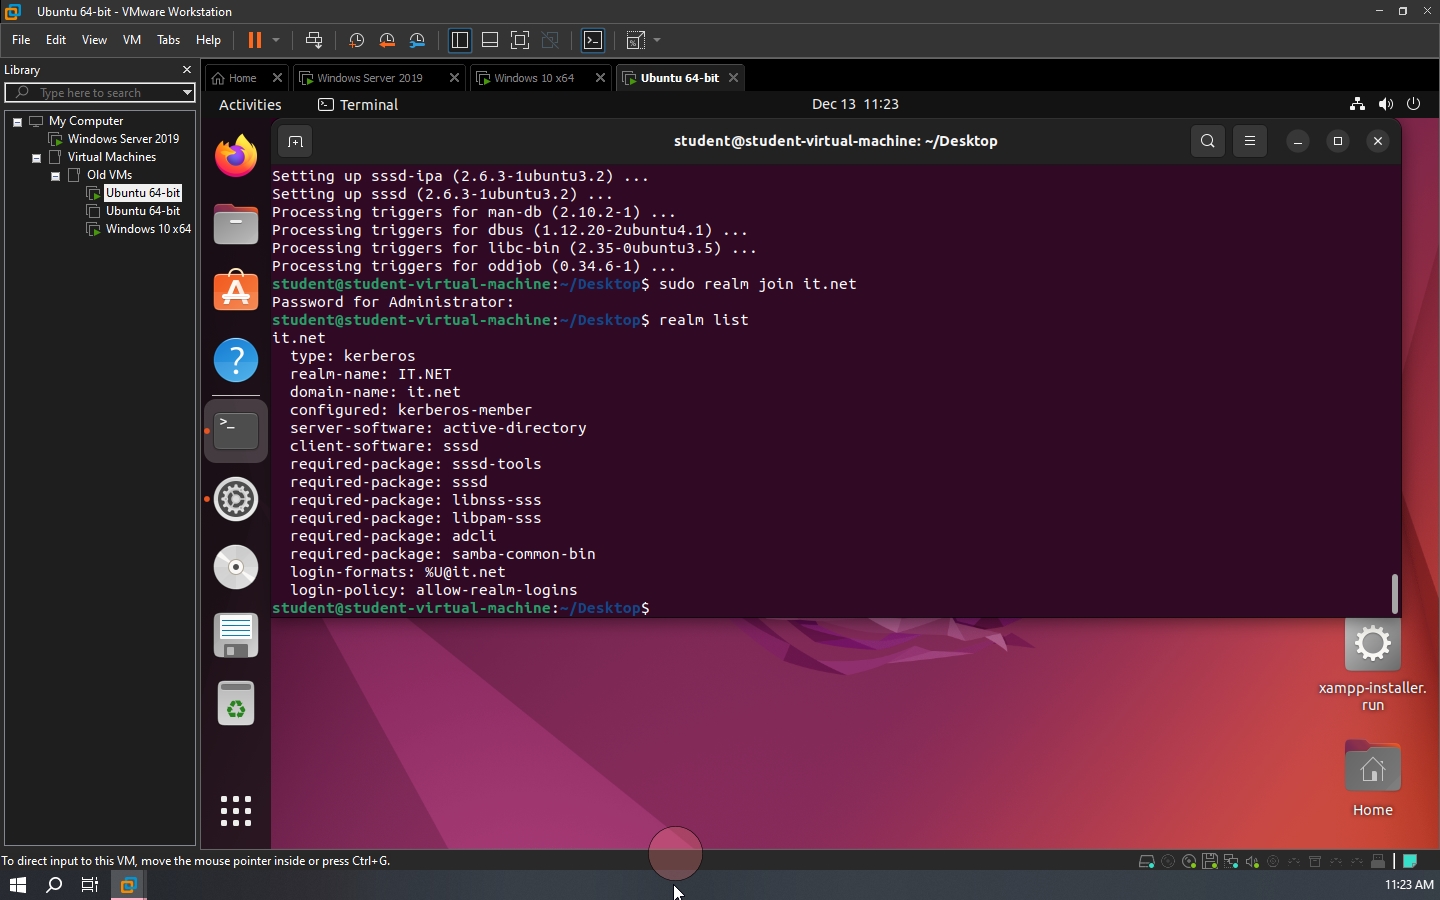 Ubuntu 64-bit - VMware Workstation
File Edit View VM Tabs Help
Library
Type here to search
My Computer
Windows Server 2019
Virtual Machines
Old VMs
Ubuntu 64-bit
Ubuntu 64-bit
Windows 10 x64
Home Windows Server 2019 Windows 10 x64 Ubuntu 64-bit
Activities Terminal Dec 13 11:23
student@student-virtual-machine: ~/Desktop
Setting up sssd-ipa (2.6.3-1ubuntu3.2) ...
Setting up sssd (2.6.3-1ubuntu3.2) ...
Processing triggers for man-db (2.10.2-1) ...
Processing triggers for dbus (1.12.20-2ubuntu4.1) ...
Processing triggers for libc-bin (2.35-0ubuntu3.5) ...
Processing triggers for oddjob (0.34.6-1) ...
student@student-virtual-machine:~/Desktop$ sudo realm join it.net
Password for Administrator:
student@student-virtual-machine:~/Desktop$ realm list
it.net
type: kerberos
realm-name: IT.NET
domain-name: it.net
configured: kerberos-member
server-software: active-directory
client-software: sssd
required-package: sssd-tools
required-package: sssd
required-package: libnss-sss
required-package: libpam-sss
required-package: adcli
required-package: samba-common-bin
login-formats: %U@it.net
login-policy: allow-realm-logins
student@student-virtual-machine:~/Desktop$
xampp-installer.
run
Home
To direct input to this VM, move the mouse pointer inside or press Ctrl+G.
11:23 AM